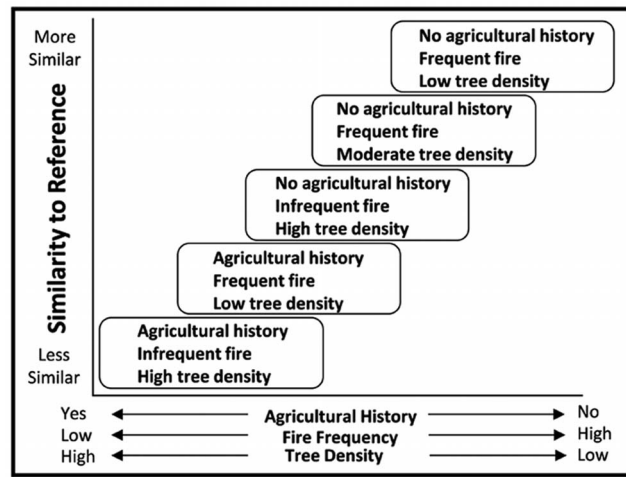 More
Similar
Similarity to Reference
Less
Similar
No agricultural history
Frequent fire
Low tree density
No agricultural history
Frequent fire
Moderate tree density
No agricultural history
Infrequent fire
High tree density
Agricultural history
Frequent fire
Low tree density
Agricultural history
Infrequent fire
High tree density
Yes Agricultural History No
Low Fire Frequency High
High Tree Density Low